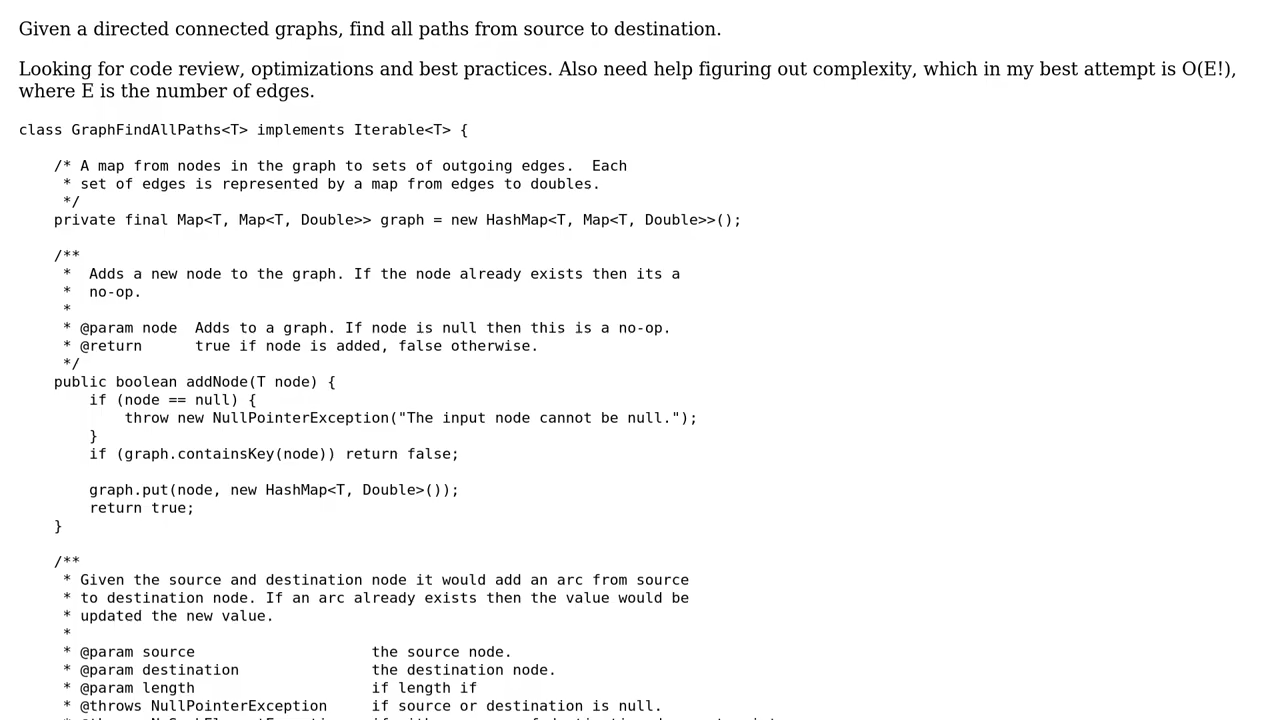 Given a directed connected graphs, find all paths from source to destination.
Looking for code review, optimizations and best practices. Also need help figuring out complexity, which in my best attempt is O(E!),
where E is the number of edges.
class GraphFindAllPaths<T> implements Iterable<T> {
/* A map from nodes in the graph to sets of outgoing edges.  Each
* set of edges is represented by a map from edges to doubles.
*/
private final Map<T, Map<T, Double>> graph = new HashMap<T, Map<T, Double>>();
/**
*  Adds a new node to the graph. If the node already exists then its a
*  no-op.
*
* @param node  Adds to a graph. If node is null then this is a no-op.
* @return      true if node is added, false otherwise.
*/
public boolean addNode(T node) {
if (node == null) {
throw new NullPointerException("The input node cannot be null.");
}
if (graph.containsKey(node)) return false;
graph.put(node, new HashMap<T, Double>());
return true;
}
/**
* Given the source and destination node it would add an arc from source
* to destination node. If an arc already exists then the value would be
* updated the new value.
*
* @param source                    the source node.
* @param destination               the destination node.
* @param length                    if length if
* @throws NullPointerException     if source or destination is null.